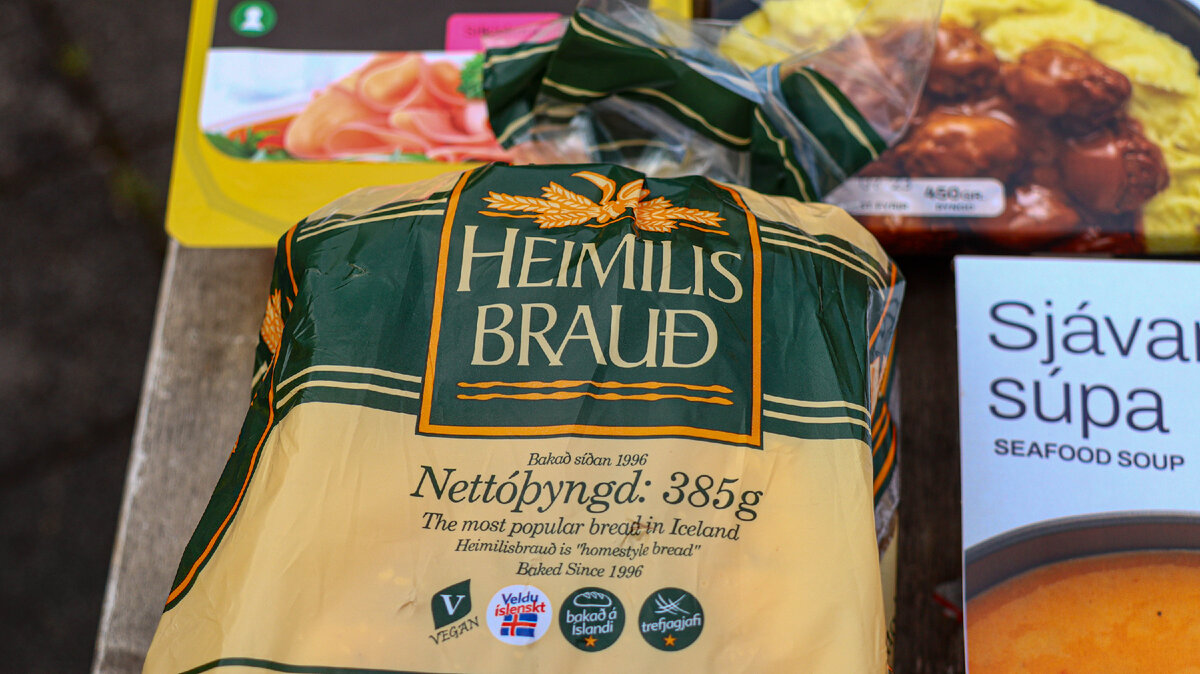 HEIMILIS
BRAUÐ
Bakað síðan 1996
Nettóþyngd: 385g
The most popular bread in Iceland
Heimilisbrauð is "homestyle bread"
Baked Since 1996
V
VEGAN
Veldu
íslenskt
bakað á
Íslandi
trefjagjafi
450
Sjávar
súpa
SEAFOOD SOUP